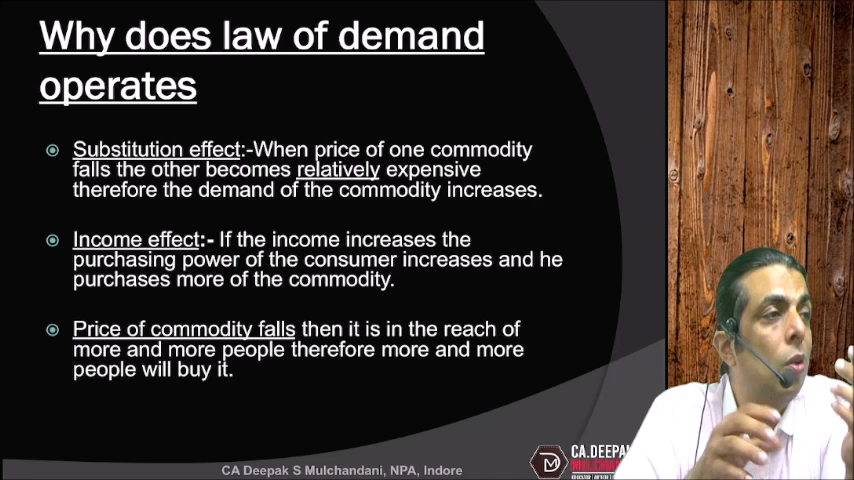 Why does law of demand
operates
Substitution effect:-When price of one commodity
falls the other becomes relatively expensive
therefore the demand of the commodity increases.
Income effect:- If the income increases the
purchasing power of the consumer increases and he
purchases more of the commodity.
Price of commodity falls then it is in the reach of
more and more people therefore more and more
people will buy it.
CA Deepak S Mulchandani, NPA, Indore
CA.DEEPAK